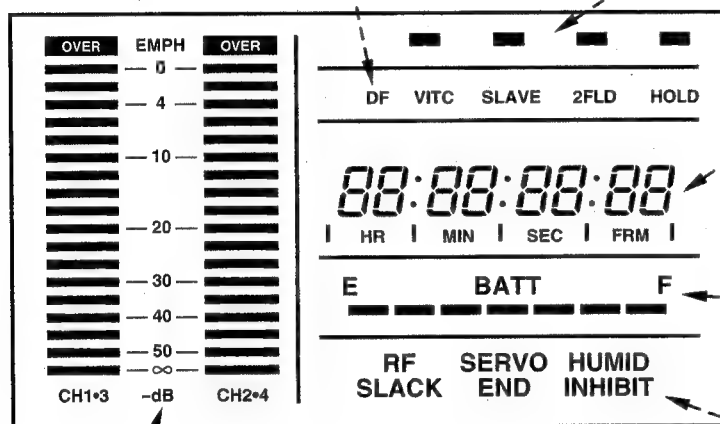 OVER EMPH OVER
0
4
10
20
30
40
50
∞
CH1•3 –dB CH2•4
DF VITC SLAVE 2FLD HOLD
88:88:88:88
HR MIN SEC FRM
E BATT F
RF SERVO HUMID
SLACK END INHIBIT